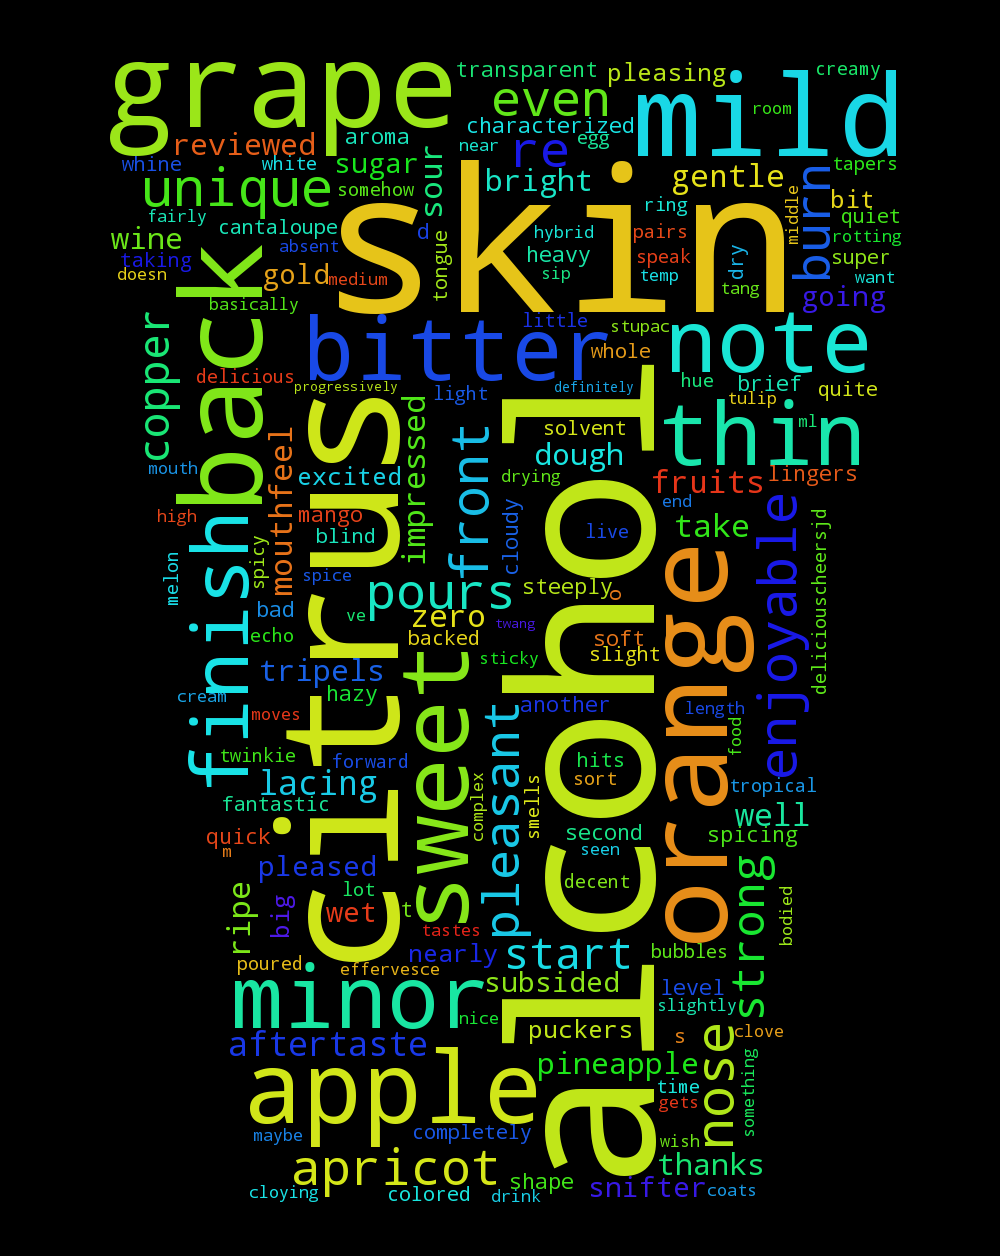 grape
transparent
pleasing
creamy
even
mild
room
reviewed
aroma
characterized
near
re
egg
whine
white
sugar
sour
tapers
unique
somehow
bright
gentle
burn
bit
skin
fairly
cantaloupe
d
ring
middle
quiet
wine
absent
hybrid
pairs
rotting
taking
back
tongue
heavy
speak
dry
super
doesn
gold
medium
sip
temp
tang
want
basically
going
copper
bitter
little
stupac
note
whole
delicious
progressively
light
definitely
hue
brief
quite
tulip
citrus
impressed
alcohol
thin
ml
mouthfeel
front
solvent
dough
mouth
excited
drying
fruits
lingers
high
mango
cloudy
end
enjoyable
finish
blind
live
take
deliciouscheersjd
melon
spicy
spice
pours
steeply
o
orange
bad
ve
zero
twang
echo
backed
soft
tripels
sweet
sticky
slight
cream
hazy
pleasant
another
length
moves
food
twinkie
forward
hits
lacing
complex
smells
sort
tropical
fantastic
second
well
quick
m
seen
spicing
pleased
decent
strong
ripe
big
lot
wet
t
bodied
tastes
start
nearly
bubbles
poured
effervesce
minor
subsided
level
slightly
nice
puckers
s
clove
aftertaste
nose
apple
pineapple
something
time
gets
maybe
completely
wish
apricot
thanks
cloying
colored
drink
shape
snifter
coats